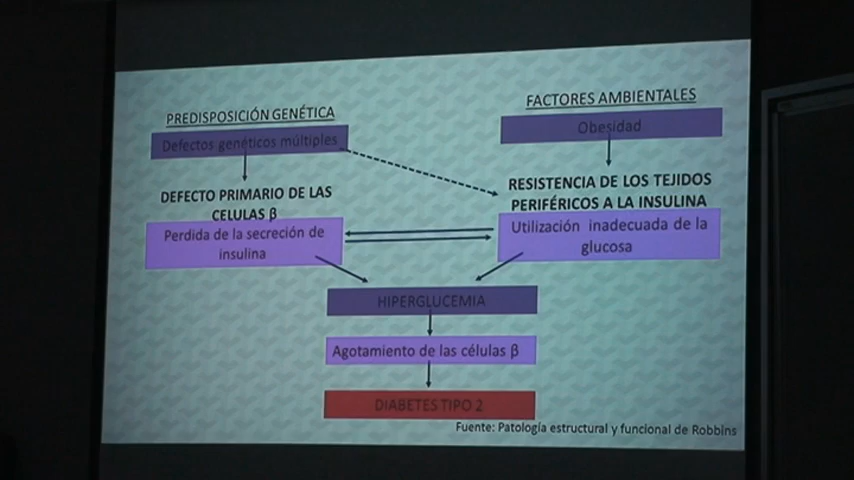 PREDISPOSICIÓN GENÉTICA
Defectos genéticos múltiples
DEFECTO PRIMARIO DE LAS
CELULAS β
Perdida de la secreción de
insulina
FACTORES AMBIENTALES
Obesidad
RESISTENCIA DE LOS TEJIDOS
PERIFÉRICOS A LA INSULINA
Utilización inadecuada de la
glucosa
HIPERGLUCEMIA
Agotamiento de las células β
DIABETES TIPO 2
Fuente: Patología estructural y funcional de Robbins